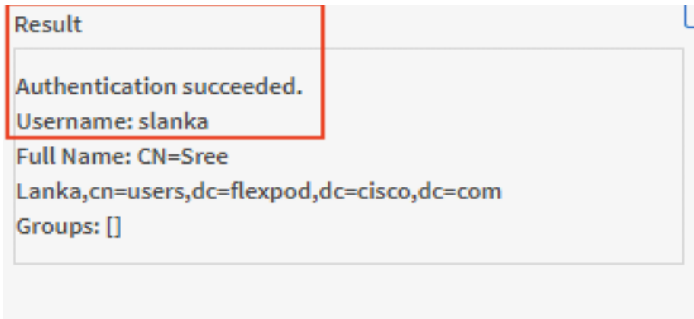 Result
Authentication succeeded.
Username: slanka
Full Name: CN=Sree
Lanka,cn=users,dc=flexpod,dc=cisco,dc=com
Groups: []